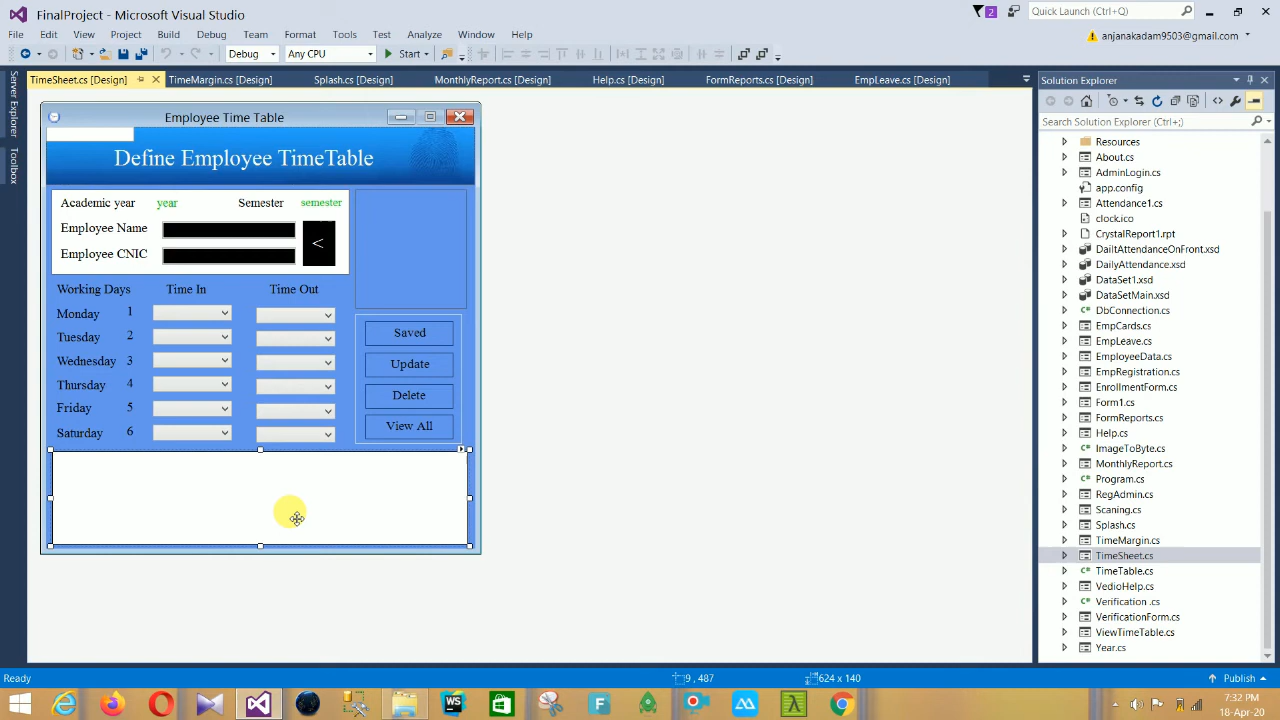 FinalProject - Microsoft Visual Studio
2
Quick Launch (Ctrl+Q)
File Edit View Project Build Debug Team Format Tools Test Analyze Window Help
anjanakadam9503@gmail.com
Debug Any CPU Start
TimeSheet.cs [Design] TimeMargin.cs [Design] Splash.cs [Design] MonthlyReport.cs [Design] Help.cs [Design] FormReports.cs [Design] EmpLeave.cs [Design]
Server Explorer
Toolbox
Employee Time Table
Define Employee TimeTable
Academic year year Semester semester
Employee Name
Employee CNIC
<
Working Days Time In Time Out
Monday 1
Tuesday 2
Wednesday 3
Thursday 4
Friday 5
Saturday 6
Saved
Update
Delete
View All
Solution Explorer
Search Solution Explorer (Ctrl+;)
Resources
About.cs
AdminLogin.cs
app.config
Attendance1.cs
clock.ico
CrystalReport1.rpt
DailtAttendanceOnFront.xsd
DailyAttendance.xsd
DataSet1.xsd
DataSetMain.xsd
DbConnection.cs
EmpCards.cs
EmpLeave.cs
EmployeeData.cs
EmpRegistration.cs
EnrollmentForm.cs
Form1.cs
FormReports.cs
Help.cs
ImageToByte.cs
MonthlyReport.cs
Program.cs
RegAdmin.cs
Scaning.cs
Splash.cs
TimeMargin.cs
TimeSheet.cs
TimeTable.cs
VedioHelp.cs
Verification .cs
VerificationForm.cs
ViewTimeTable.cs
Year.cs
Ready 9 , 487 624 x 140 Publish
7:32 PM
18-Apr-20